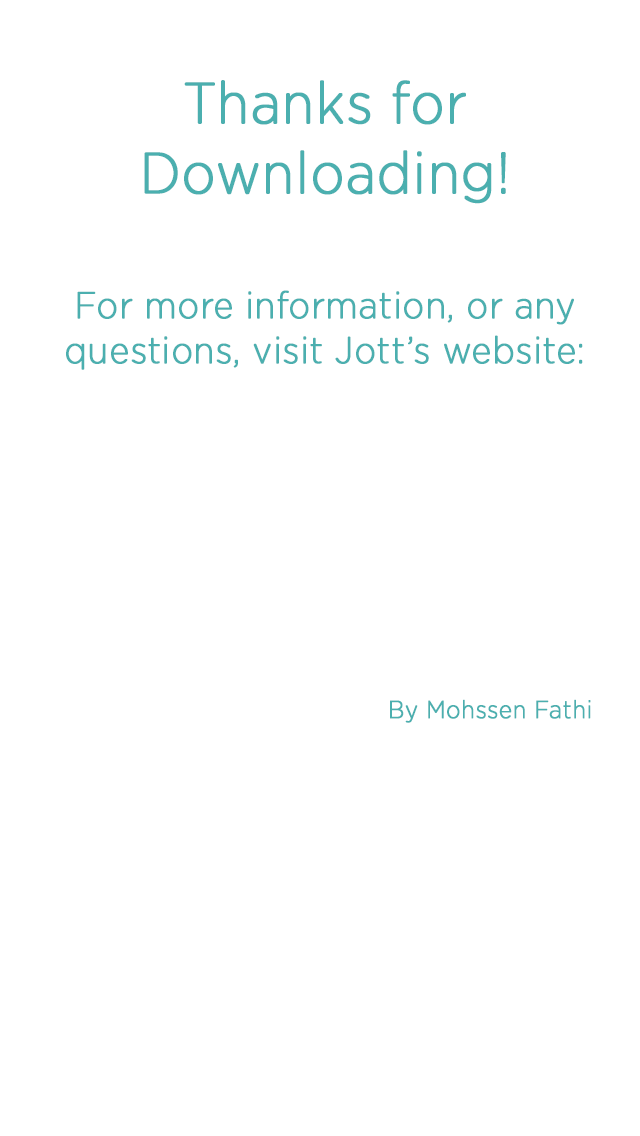 Thanks for
Downloading!
For more information, or any
questions, visit Jott’s website:
By Mohssen Fathi